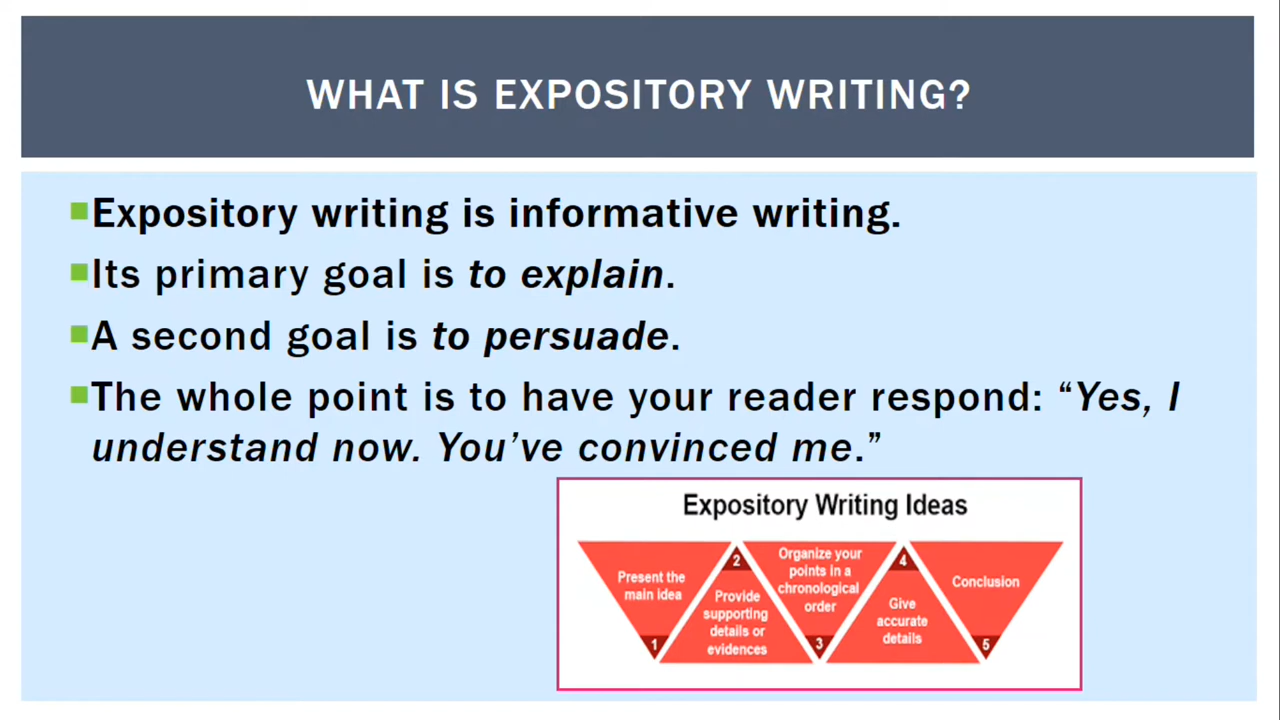 WHAT IS EXPOSITORY WRITING?
Expository writing is informative writing.
Its primary goal is to explain.
A second goal is to persuade.
The whole point is to have your reader respond: “Yes, I
understand now. You’ve convinced me.”
Expository Writing Ideas
Present the
main idea
1
2
Provide
supporting
details or
evidences
Organize your
points in a
chronological
order
3
4
Give
accurate
details
Conclusion
5